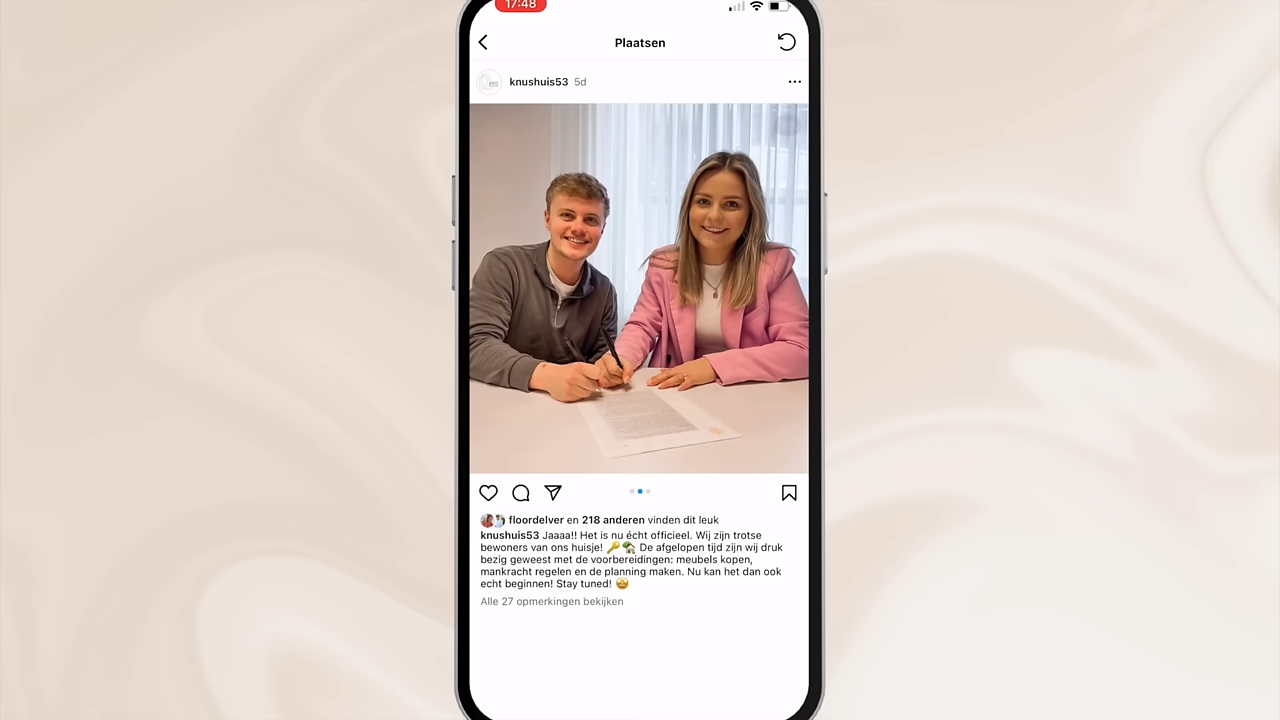 17:48
Plaatsen
knushuis53 5d
floordelver en 218 anderen vinden dit leuk
knushuis53 Jaaaa!! Het is nu écht officieel. Wij zijn trotse
bewoners van ons huisje! 🔑🏡 De afgelopen tijd zijn wij druk
bezig geweest met de voorbereidingen: meubels kopen,
mankracht regelen en de planning maken. Nu kan het dan ook
echt beginnen! Stay tuned! 🤩
Alle 27 opmerkingen bekijken